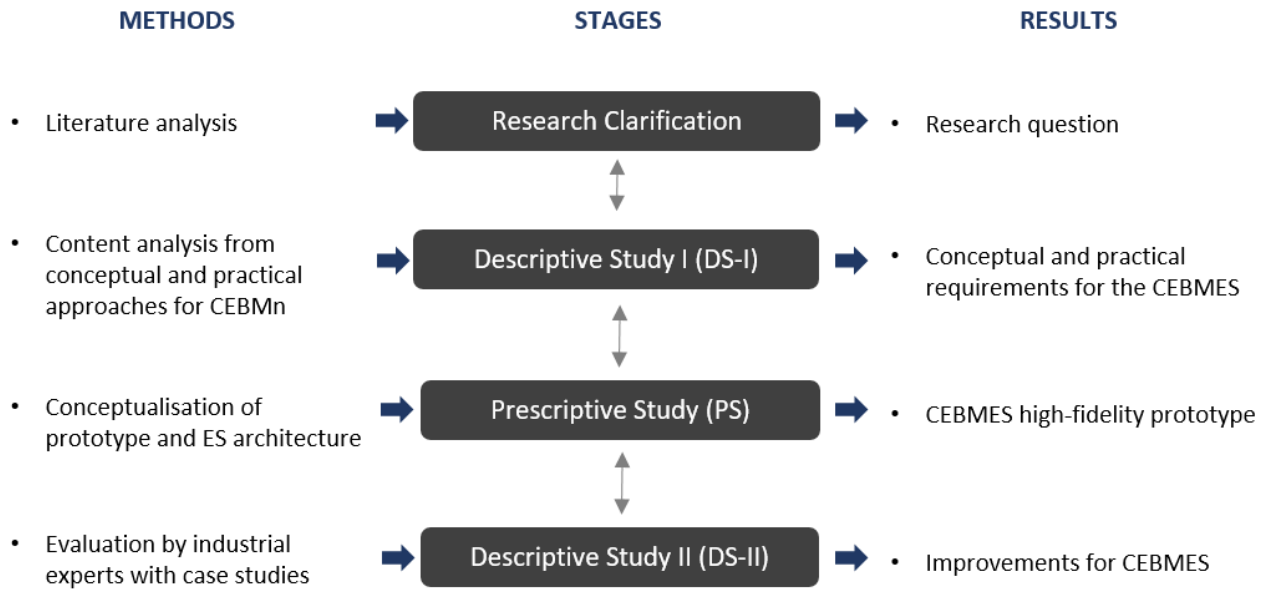 METHODS
STAGES
RESULTS
• Literature analysis
Research Clarification
• Research question
• Content analysis from
conceptual and practical
approaches for CEBMn
Descriptive Study I (DS-I)
• Conceptual and practical
requirements for the CEBMES
• Conceptualisation of
prototype and ES architecture
Prescriptive Study (PS)
• CEBMES high-fidelity prototype
• Evaluation by industrial
experts with case studies
Descriptive Study II (DS-II)
• Improvements for CEBMES